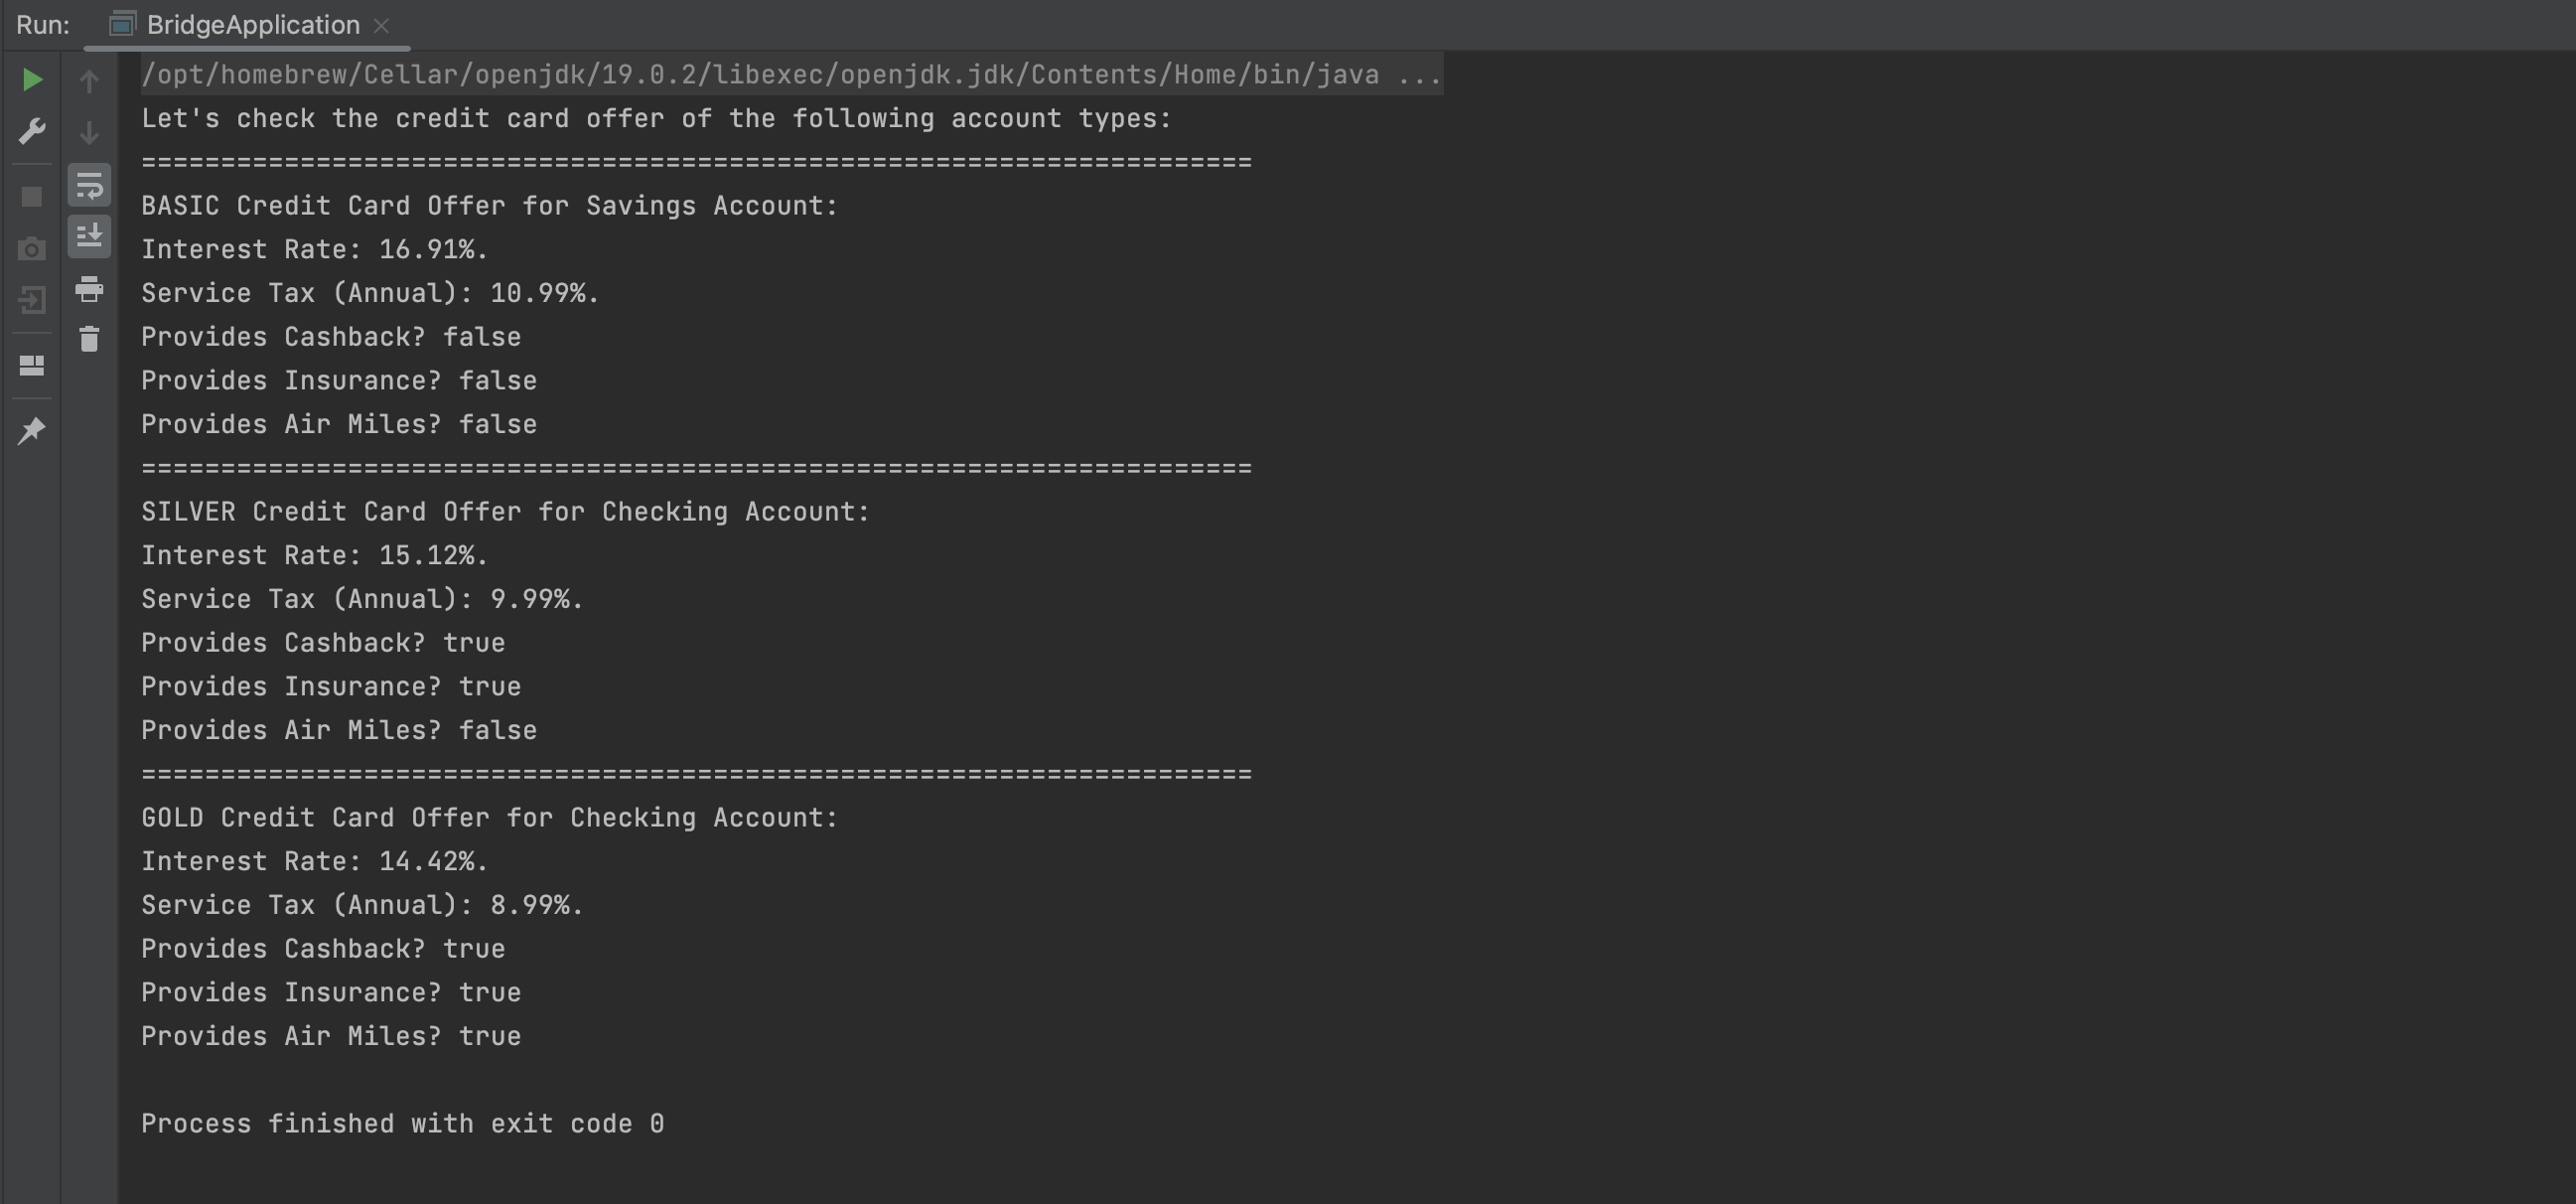 Run: BridgeApplication
/opt/homebrew/Cellar/openjdk/19.0.2/libexec/openjdk.jdk/Contents/Home/bin/java ...
Let's check the credit card offer of the following account types:
======================================================================
BASIC Credit Card Offer for Savings Account:
Interest Rate: 16.91%.
Service Tax (Annual): 10.99%.
Provides Cashback? false
Provides Insurance? false
Provides Air Miles? false
======================================================================
SILVER Credit Card Offer for Checking Account:
Interest Rate: 15.12%.
Service Tax (Annual): 9.99%.
Provides Cashback? true
Provides Insurance? true
Provides Air Miles? false
======================================================================
GOLD Credit Card Offer for Checking Account:
Interest Rate: 14.42%.
Service Tax (Annual): 8.99%.
Provides Cashback? true
Provides Insurance? true
Provides Air Miles? true
Process finished with exit code 0